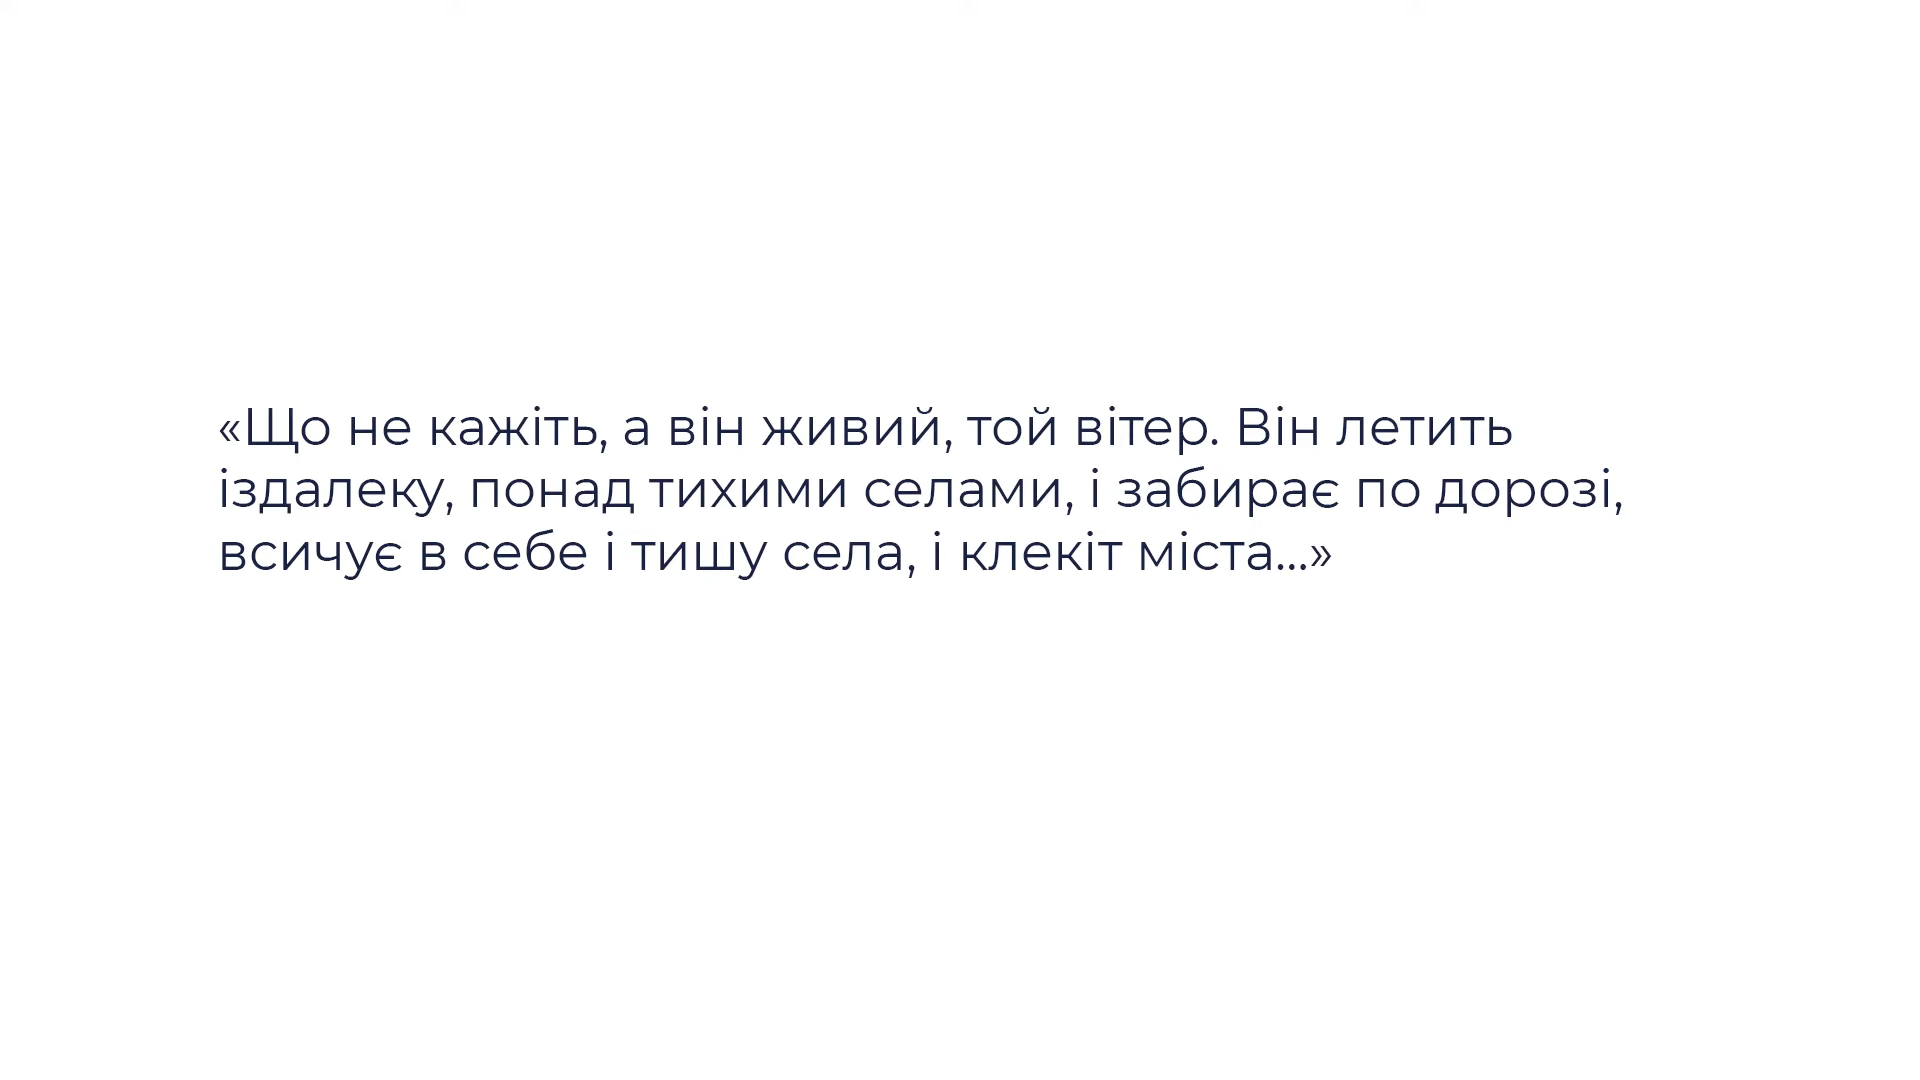 «Що не кажіть, а він живий, той вітер. Він летить
іздалеку, понад тихими селами, і забирає по дорозі,
всичує в себе і тишу села, і клекіт міста...»